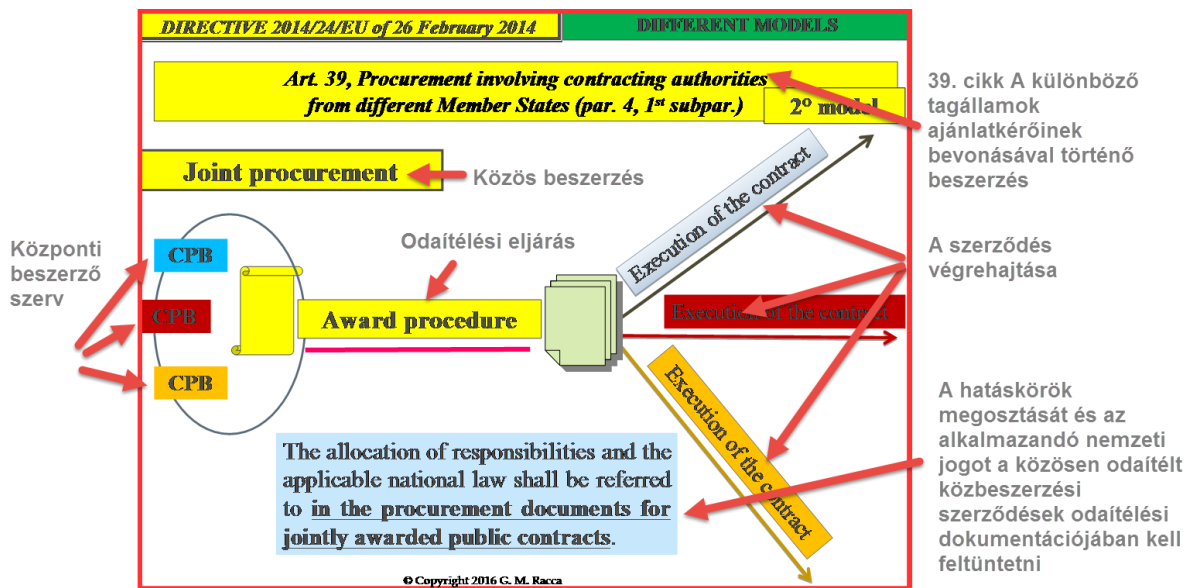 DIRECTIVE 2014/24/EU of 26 February 2014
DIFFERENT MODELS
Art. 39, Procurement involving contracting authorities
from different Member States (par. 4, 1st subpar.)
2° model
39. cikk A különböző
tagállamok
ajánlatkérőinek
bevonásával történő
beszerzés
Joint procurement
Közös beszerzés
Központi
beszerző
szerv
CPB
CPB
CPB
Odaítélési eljárás
Award procedure
Execution of the contract
Execution of the contract
Execution of the contract
A szerződés
végrehajtása
The allocation of responsibilities and the
applicable national law shall be referred
to in the procurement documents for
jointly awarded public contracts.
A hatáskörök
megosztását és az
alkalmazandó nemzeti
jogot a közösen odaítélt
közbeszerzési
szerződések odaítélési
dokumentációjában kell
feltüntetni
© Copyright 2016 G. M. Racca